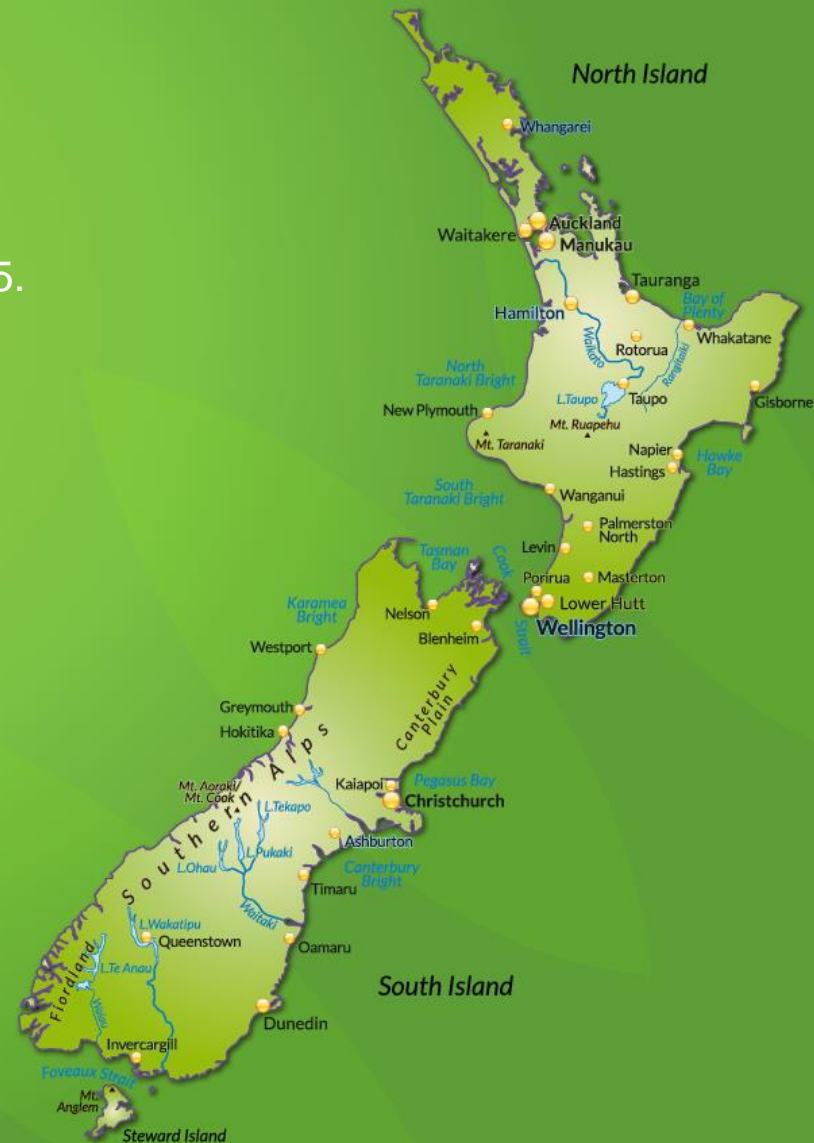 North Island
Whangarei
Auckland
Waitakere
Manukau
5.
Tauranga
Bay of
Plenty
Hamilton
Whakatane
Waikato
Rotorua
Rangitaiki
North
Taranaki Bright
L.Taupo
Taupo
Gisborne
New Plymouth
Mt. Ruapehu
Mt. Taranaki
Napier
Hawke
Bay
Hastings
South
Taranaki Bright
Wanganui
Palmerston
North
Levin
Tasman
Bay
Cook
Strait
Porirua
Masterton
Karamea
Bright
Nelson
Lower Hutt
Wellington
Blenheim
Westport
Canterbury
Plain
Greymouth
Hokitika
Southern Alps
Mt. Aoraki
Mt. Cook
Kaiapoi
Pegasus Bay
Christchurch
L.Tekapo
Ashburton
L.Pukaki
L.Ohau
Canterbury
Bright
Timaru
Waitaki
L.Wakatipu
Queenstown
Oamaru
Fiordland
L.Te Anau
South Island
Waiau
Dunedin
Invercargill
Foveaux Strait
Mt.
Anglem
Steward Island